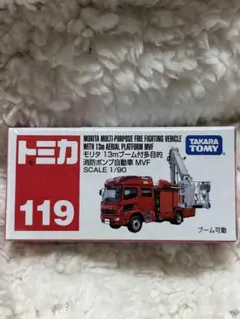 トミカ
119
MORITA MULTI-PURPOSE FIRE FIGHTING VEHICLE
WITH 13m AERIAL PLATFORM MVF
モリタ 13mブーム付多目的
消防ポンプ自動車 MVF
SCALE 1/90
TAKARA
TOMY
ブーム可動